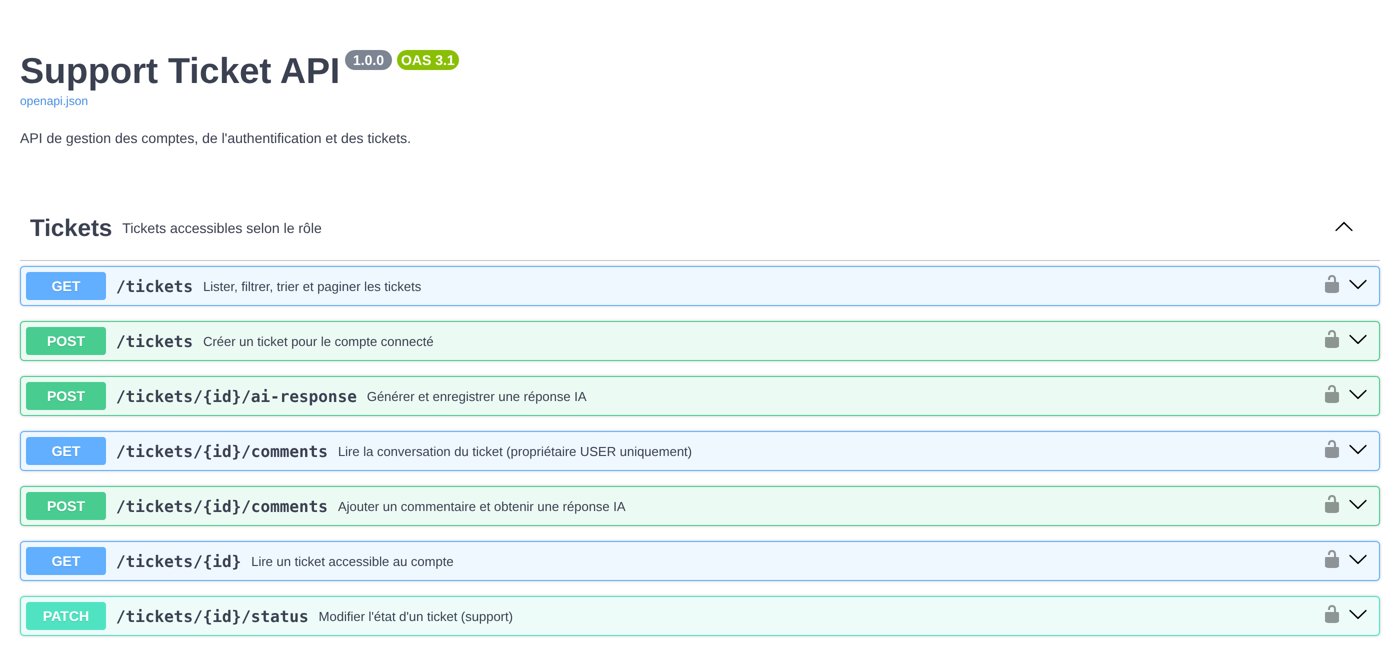 Support Ticket API 1.0.0 OAS 3.1
openapi.json
API de gestion des comptes, de l'authentification et des tickets.
Tickets Tickets accessibles selon le rôle
GET /tickets Lister, filtrer, trier et paginer les tickets
POST /tickets Créer un ticket pour le compte connecté
POST /tickets/{id}/ai-response Générer et enregistrer une réponse IA
GET /tickets/{id}/comments Lire la conversation du ticket (propriétaire USER uniquement)
POST /tickets/{id}/comments Ajouter un commentaire et obtenir une réponse IA
GET /tickets/{id} Lire un ticket accessible au compte
PATCH /tickets/{id}/status Modifier l'état d'un ticket (support)